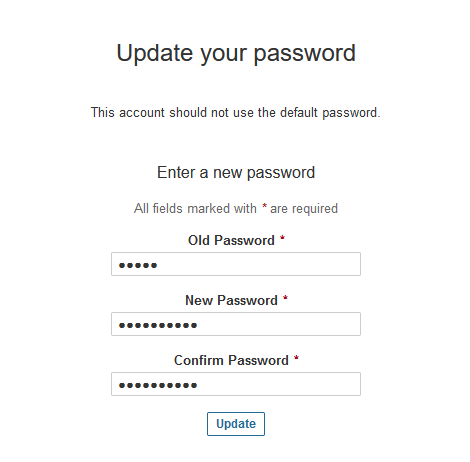 Update your password
This account should not use the default password.
Enter a new password
All fields marked with * are required
Old Password *
•••••
New Password *
••••••••••
Confirm Password *
••••••••••
Update